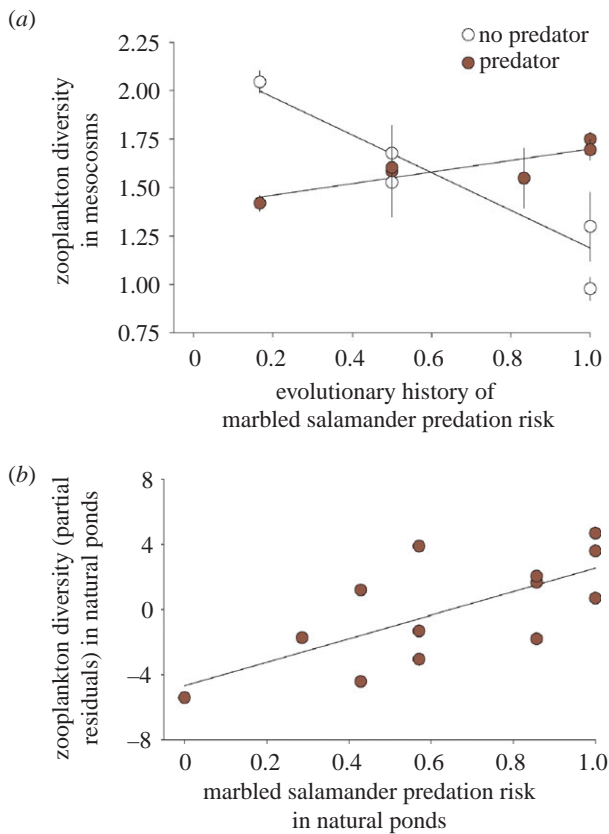 (a)
no predator
predator
2.25
2.00
1.75
1.50
1.25
1.00
0.75
zooplankton diversity
in mesocosms
0
0.2
0.4
0.6
0.8
1.0
evolutionary history of
marbled salamander predation risk
(b)
8
4
0
−4
−8
zooplankton diversity (partial
residuals) in natural ponds
0
0.2
0.4
0.6
0.8
1.0
marbled salamander predation risk
in natural ponds